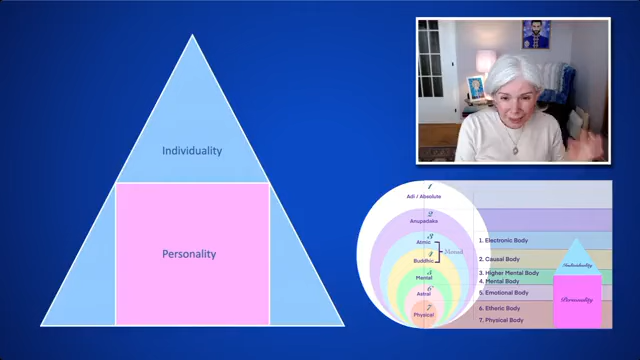 Individuality
Personality
1
Adi / Absolute
2
Anupadaka
3
Atmic
4
Buddhic
Monad
5
Mental
6
Astral
7
Physical
1. Electronic Body
2. Causal Body
3. Higher Mental Body
4. Mental Body
5. Emotional Body
6. Etheric Body
7. Physical Body
Individuality
Personality